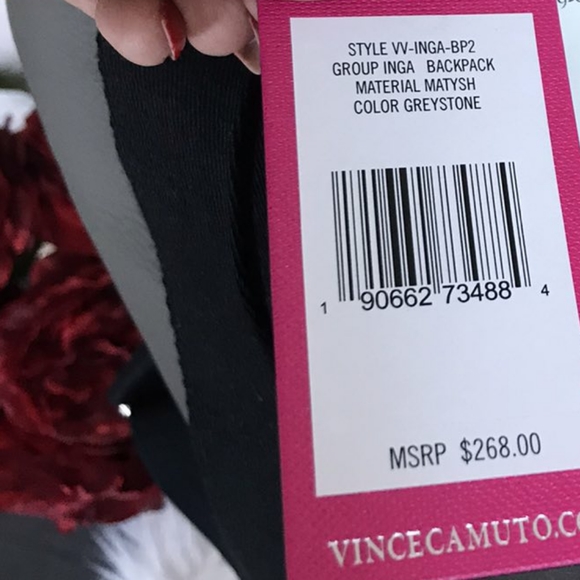 STYLE VV-INGA-BP2
GROUP INGA BACKPACK
MATERIAL MATYSH
COLOR GREYSTONE
1 90662 73488 4
MSRP $268.00
VINCECAMUTO.C